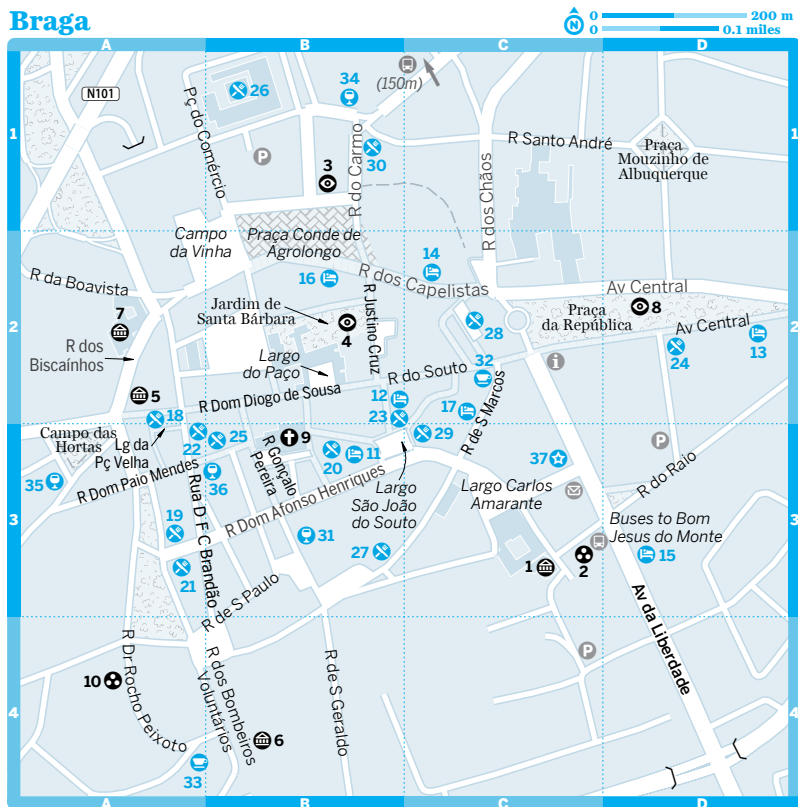 Braga
N
0 200 m
0 0.1 miles
A B C D
1
2
3
4
1
2
3
4
A B C D
N101
Pç do Comércio
26
34
(150m)
P
3
R do Carmo
30
R dos Chãos
R Santo André
Praça
Mouzinho de
Albuquerque
Campo
da Vinha
Praça Conde de
Agrolongo
14
R dos Capelistas
16
R da Boavista
7
Jardim de
Santa Bárbara
4
R Justino Cruz
28
Av Central
Praça
da República
8
Av Central
24
13
R dos
Biscaínhos
Largo
do Paço
32
i
5
R Dom Diogo de Sousa
R do Souto
12
23
17
R de S Marcos
18
Campo das
Hortas
Lg da
Pç Velha
22
25
9
R Gonçalo
Pereira
20
11
29
37
P
R do Raio
35
R Dom Paio Mendes
36
Rua D F C Brandão
R Dom Afonso Henriques
Largo
São João
do Souto
Largo Carlos
Amarante
19
31
27
Buses to Bom
Jesus do Monte
1
2
15
21
R de S Paulo
Av da Liberdade
P
R Dr Rocho Peixoto
10
R dos Bombeiros
Voluntários
R de S Geraldo
6
33